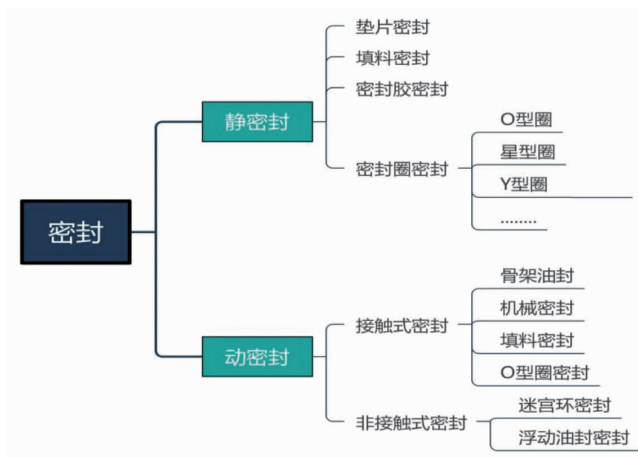 密封
静密封
垫片密封
填料密封
密封胶密封
密封圈密封
O型圈
星型圈
Y型圈
........
动密封
接触式密封
骨架油封
机械密封
填料密封
O型圈密封
非接触式密封
迷宫环密封
浮动油封密封